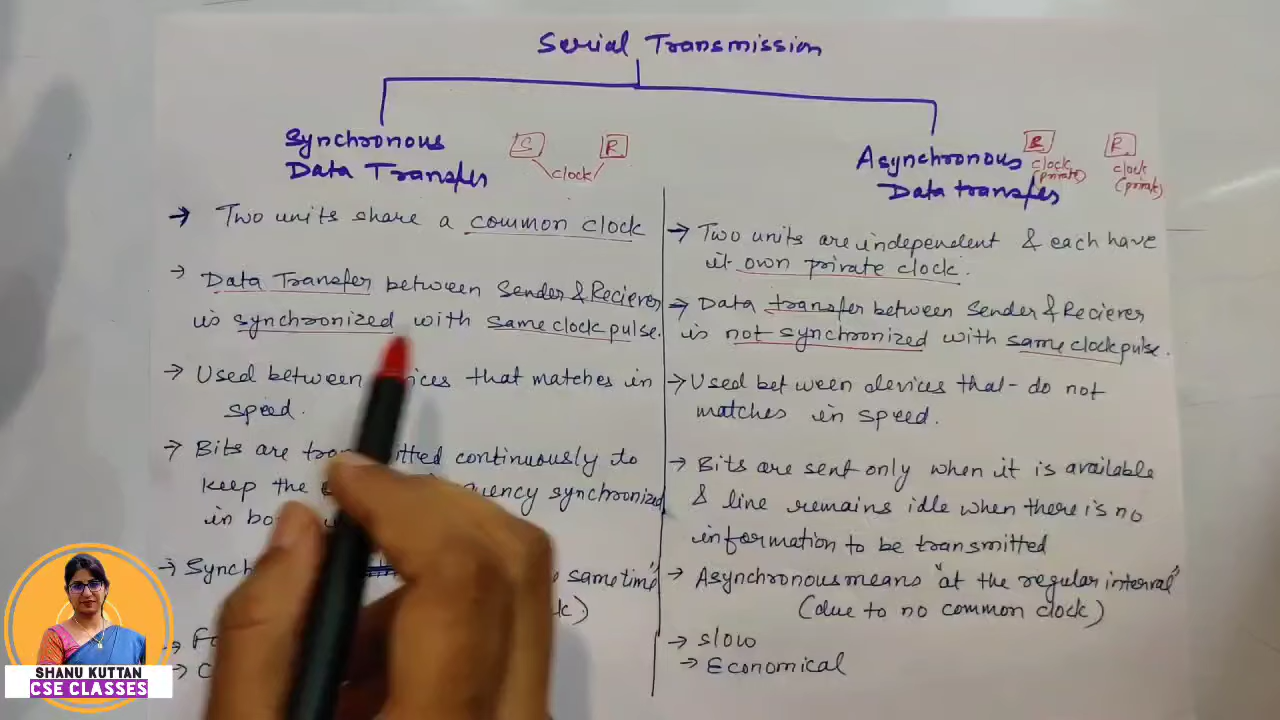 Serial Transmission
Synchronous
Data Transfer
S R
clock
→ Two units share a common clock
→ Data Transfer between Sender & Reciever
is synchronized with same clock pulse.
→ Used between that matches in
speed.
→ Bits are continuously to
keep the synchronized
in
→ same time"
→
→
Asynchronous
Data transfer
R
clock clock
(private) (private)
→ Two units are independent & each have
it own private clock.
→ Data transfer between Sender & Reciever
is not synchronized with same clock pulse.
→ Used between devices that do not
matches in speed.
→ Bits are sent only when it is available
& line remains idle when there is no
information to be transmitted
→ Asynchronous means "at the regular interval"
(due to no common clock)
→ slow
→ Economical
SHANU KUTTAN
CSE CLASSES